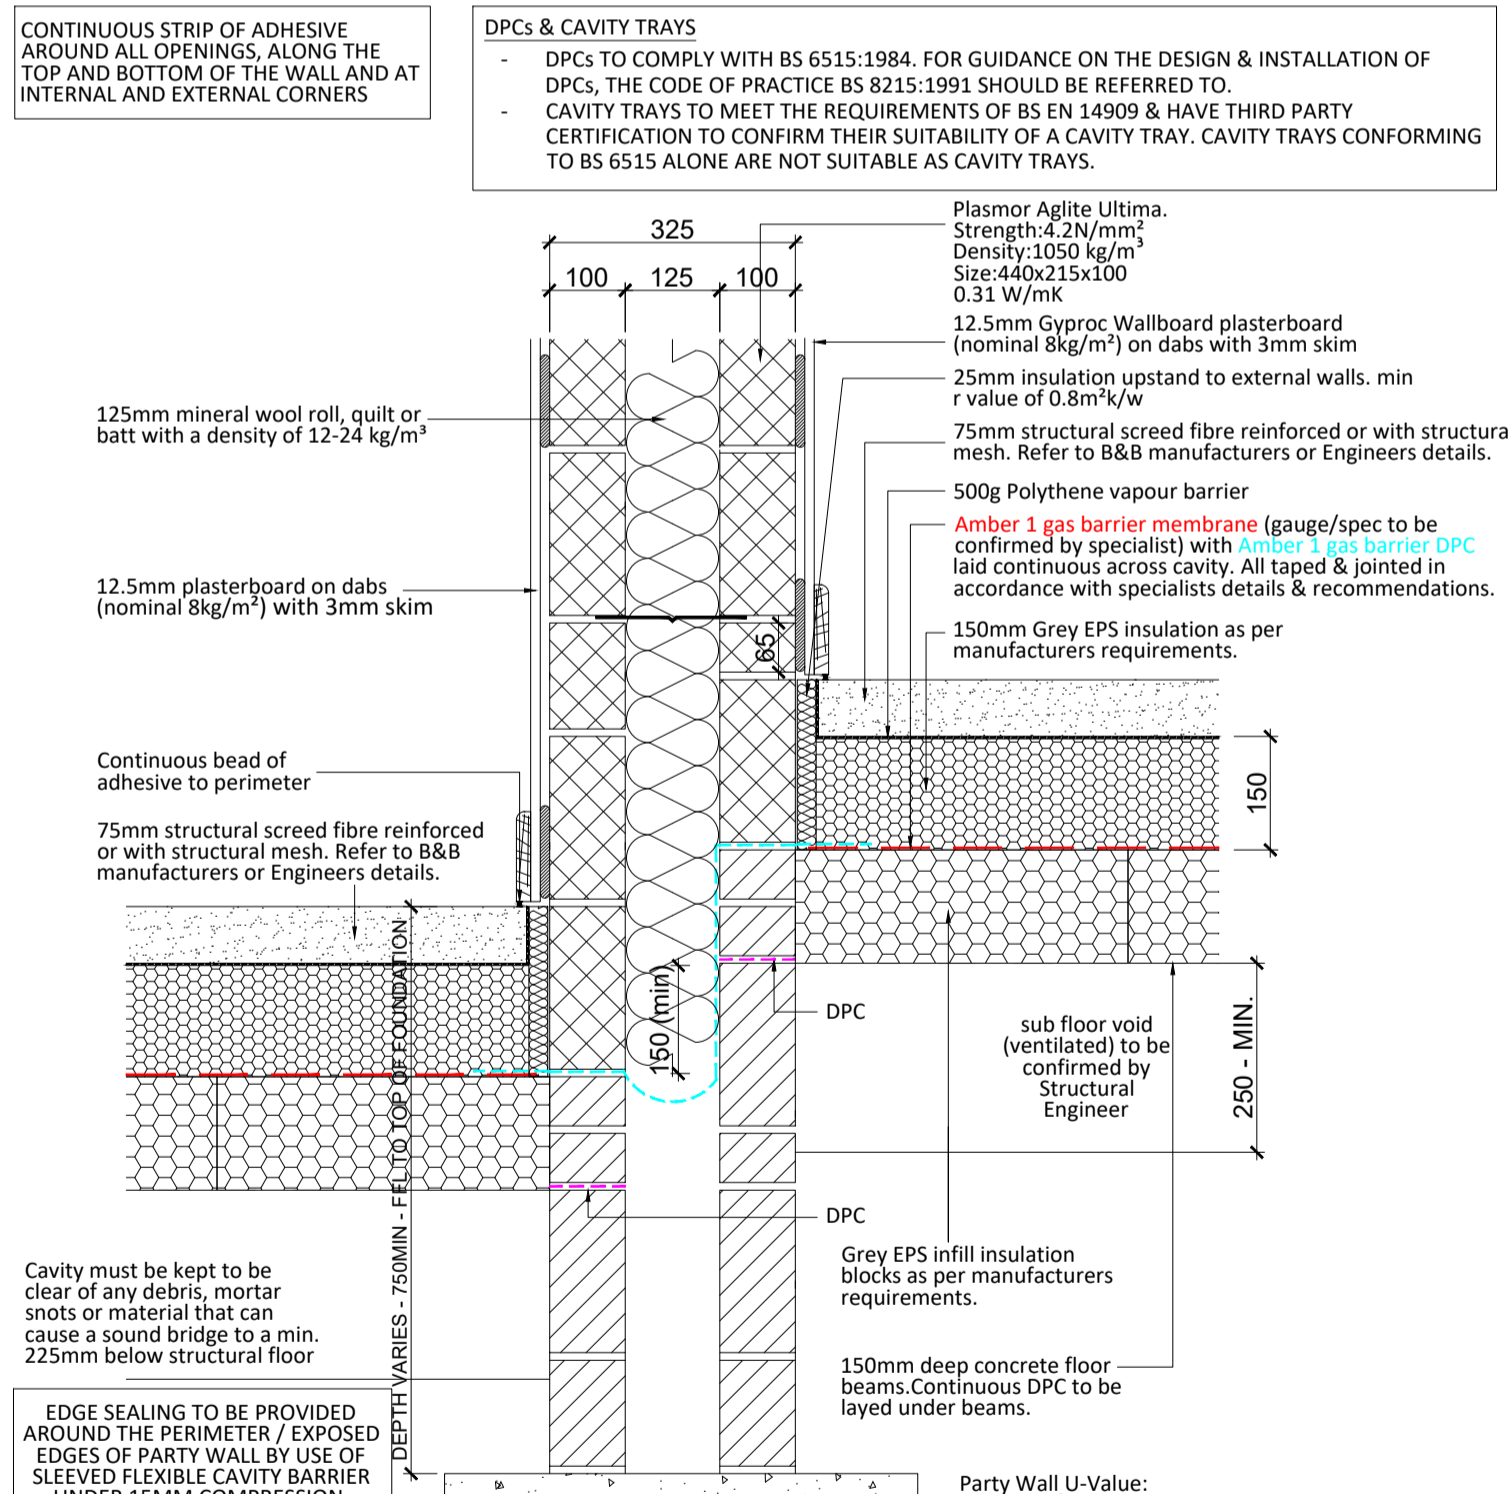 CONTINUOUS STRIP OF ADHESIVE
AROUND ALL OPENINGS, ALONG THE
TOP AND BOTTOM OF THE WALL AND AT
INTERNAL AND EXTERNAL CORNERS
DPCs & CAVITY TRAYS
- DPCs TO COMPLY WITH BS 6515:1984. FOR GUIDANCE ON THE DESIGN & INSTALLATION OF
DPCs, THE CODE OF PRACTICE BS 8215:1991 SHOULD BE REFERRED TO.
- CAVITY TRAYS TO MEET THE REQUIREMENTS OF BS EN 14909 & HAVE THIRD PARTY
CERTIFICATION TO CONFIRM THEIR SUITABILITY OF A CAVITY TRAY. CAVITY TRAYS CONFORMING
TO BS 6515 ALONE ARE NOT SUITABLE AS CAVITY TRAYS.
325
100 125 100
Plasmor Aglite Ultima.
Strength:4.2N/mm²
Density:1050 kg/m³
Size:440x215x100
0.31 W/mK
12.5mm Gyproc Wallboard plasterboard
(nominal 8kg/m²) on dabs with 3mm skim
25mm insulation upstand to external walls. min
r value of 0.8m²k/w
75mm structural screed fibre reinforced or with structura
mesh. Refer to B&B manufacturers or Engineers details.
500g Polythene vapour barrier
Amber 1 gas barrier membrane (gauge/spec to be
confirmed by specialist) with Amber 1 gas barrier DPC
laid continuous across cavity. All taped & jointed in
accordance with specialists details & recommendations.
150mm Grey EPS insulation as per
manufacturers requirements.
125mm mineral wool roll, quilt or
batt with a density of 12-24 kg/m³
12.5mm plasterboard on dabs
(nominal 8kg/m²) with 3mm skim
65
Continuous bead of
adhesive to perimeter
75mm structural screed fibre reinforced
or with structural mesh. Refer to B&B
manufacturers or Engineers details.
150
150 (min)
DPC
sub floor void
(ventilated) to be
confirmed by
Structural
Engineer
250 - MIN.
DEPTH VARIES - 750MIN - FFL TO TOP OF FOUNDATION
DPC
Grey EPS infill insulation
blocks as per manufacturers
requirements.
Cavity must be kept to be
clear of any debris, mortar
snots or material that can
cause a sound bridge to a min.
225mm below structural floor
150mm deep concrete floor
beams.Continuous DPC to be
layed under beams.
EDGE SEALING TO BE PROVIDED
AROUND THE PERIMETER / EXPOSED
EDGES OF PARTY WALL BY USE OF
SLEEVED FLEXIBLE CAVITY BARRIER
UNDER 15MM COMPRESSION
Party Wall U-Value: